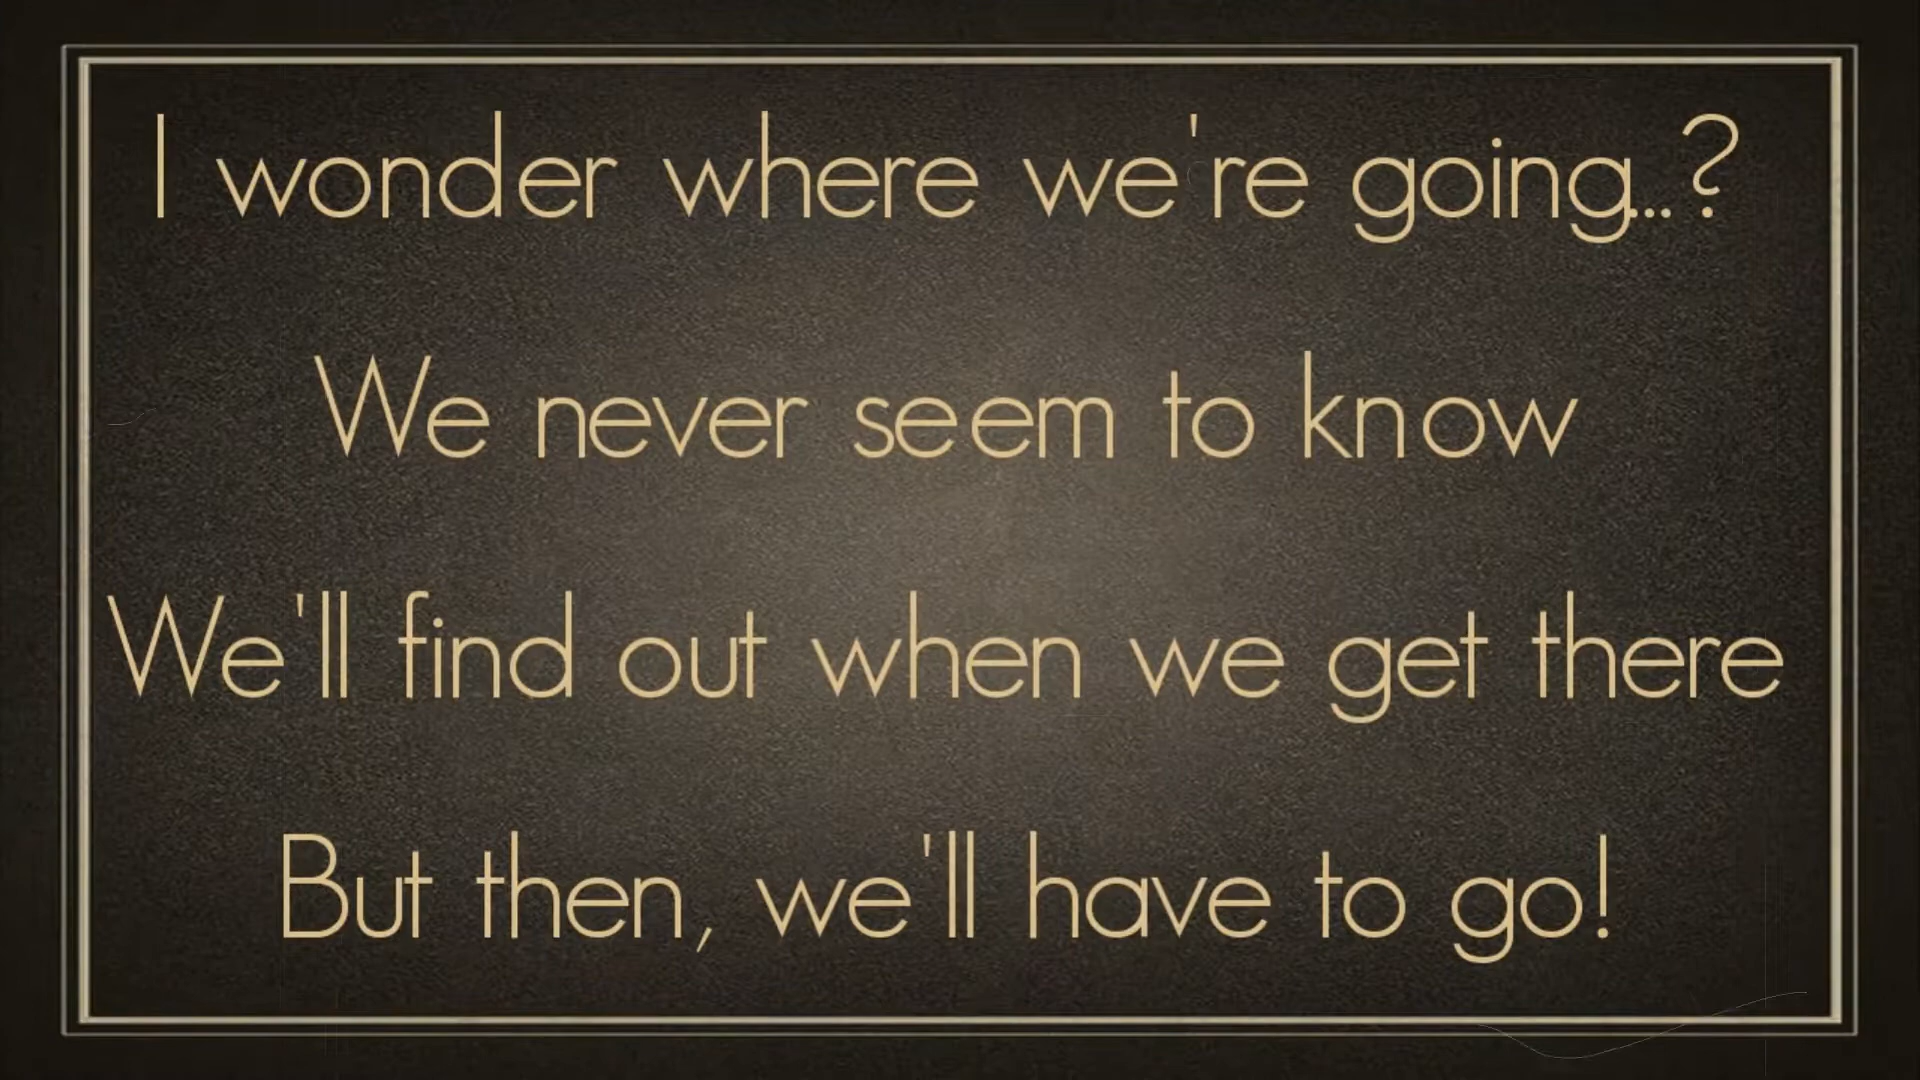 I wonder where we're going...?
We never seem to know
We'll find out when we get there
But then, we'll have to go!